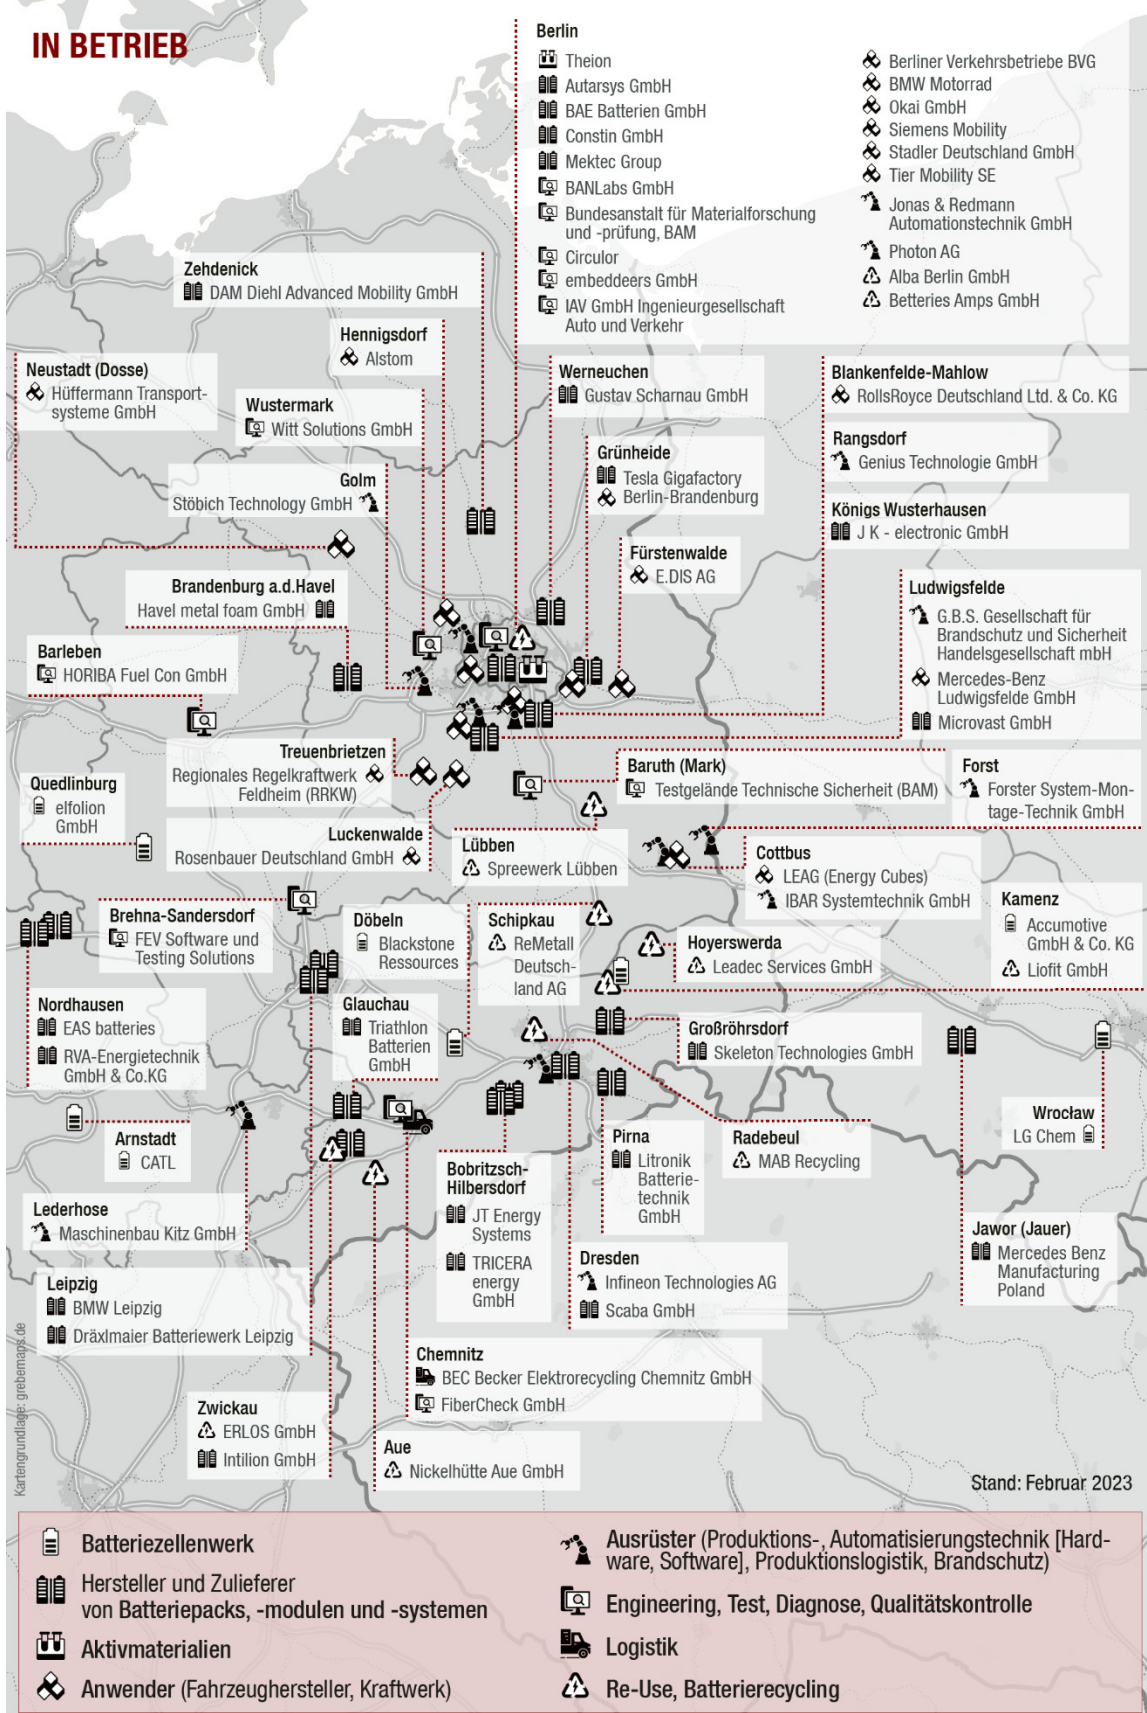 IN BETRIEB
Berlin
Theion
Autarsys GmbH
BAE Batterien GmbH
Constin GmbH
Mektec Group
BANLabs GmbH
Bundesanstalt für Materialforschung
und -prüfung, BAM
Circulor
embeddeers GmbH
IAV GmbH Ingenieurgesellschaft
Auto und Verkehr
Berliner Verkehrsbetriebe BVG
BMW Motorrad
Okai GmbH
Siemens Mobility
Stadler Deutschland GmbH
Tier Mobility SE
Jonas & Redmann
Automationstechnik GmbH
Photon AG
Alba Berlin GmbH
Betteries Amps GmbH
Zehdenick
DAM Diehl Advanced Mobility GmbH
Hennigsdorf
Alstom
Neustadt (Dosse)
Hüffermann Transport-
systeme GmbH
Wustermark
Witt Solutions GmbH
Werneuchen
Gustav Scharnau GmbH
Blankenfelde-Mahlow
RollsRoyce Deutschland Ltd. & Co. KG
Golm
Stöbich Technology GmbH
Grünheide
Tesla Gigafactory
Berlin-Brandenburg
Rangsdorf
Genius Technologie GmbH
Königs Wusterhausen
J K - electronic GmbH
Fürstenwalde
E.DIS AG
Brandenburg a.d.Havel
Havel metal foam GmbH
Ludwigsfelde
G.B.S. Gesellschaft für
Brandschutz und Sicherheit
Handelsgesellschaft mbH
Mercedes-Benz
Ludwigsfelde GmbH
Microvast GmbH
Barleben
HORIBA Fuel Con GmbH
Treuenbrietzen
Regionales Regelkraftwerk
Feldheim (RRKW)
Baruth (Mark)
Testgelände Technische Sicherheit (BAM)
Forst
Forster System-Mon-
tage-Technik GmbH
Quedlinburg
elfolion
GmbH
Luckenwalde
Rosenbauer Deutschland GmbH
Lübben
Spreewerk Lübben
Cottbus
LEAG (Energy Cubes)
IBAR Systemtechnik GmbH
Brehna-Sandersdorf
FEV Software und
Testing Solutions
Döbeln
Blackstone
Ressources
Schipkau
ReMetall
Deutsch-
land AG
Hoyerswerda
Leadec Services GmbH
Kamenz
Accumotive
GmbH & Co. KG
Liofit GmbH
Nordhausen
EAS batteries
RVA-Energietechnik
GmbH & Co.KG
Glauchau
Triathlon
Batterien
GmbH
Großröhrsdorf
Skeleton Technologies GmbH
Arnstadt
CATL
Wrocław
LG Chem
Pirna
Litronik
Batterie-
technik
GmbH
Radebeul
MAB Recycling
Bobritzsch-
Hilbersdorf
JT Energy
Systems
TRICERA
energy
GmbH
Lederhose
Maschinenbau Kitz GmbH
Jawor (Jauer)
Mercedes Benz
Manufacturing
Poland
Dresden
Infineon Technologies AG
Scaba GmbH
Leipzig
BMW Leipzig
Dräxlmaier Batteriewerk Leipzig
Chemnitz
BEC Becker Elektrorecycling Chemnitz GmbH
FiberCheck GmbH
Zwickau
ERLOS GmbH
Intilion GmbH
Aue
Nickelhütte Aue GmbH
Kartengrundlage: grebemaps.de
Stand: Februar 2023
Batteriezellenwerk
Hersteller und Zulieferer
von Batteriepacks, -modulen und -systemen
Aktivmaterialien
Anwender (Fahrzeughersteller, Kraftwerk)
Ausrüster (Produktions-, Automatisierungstechnik [Hard-
ware, Software], Produktionslogistik, Brandschutz)
Engineering, Test, Diagnose, Qualitätskontrolle
Logistik
Re-Use, Batterierecycling